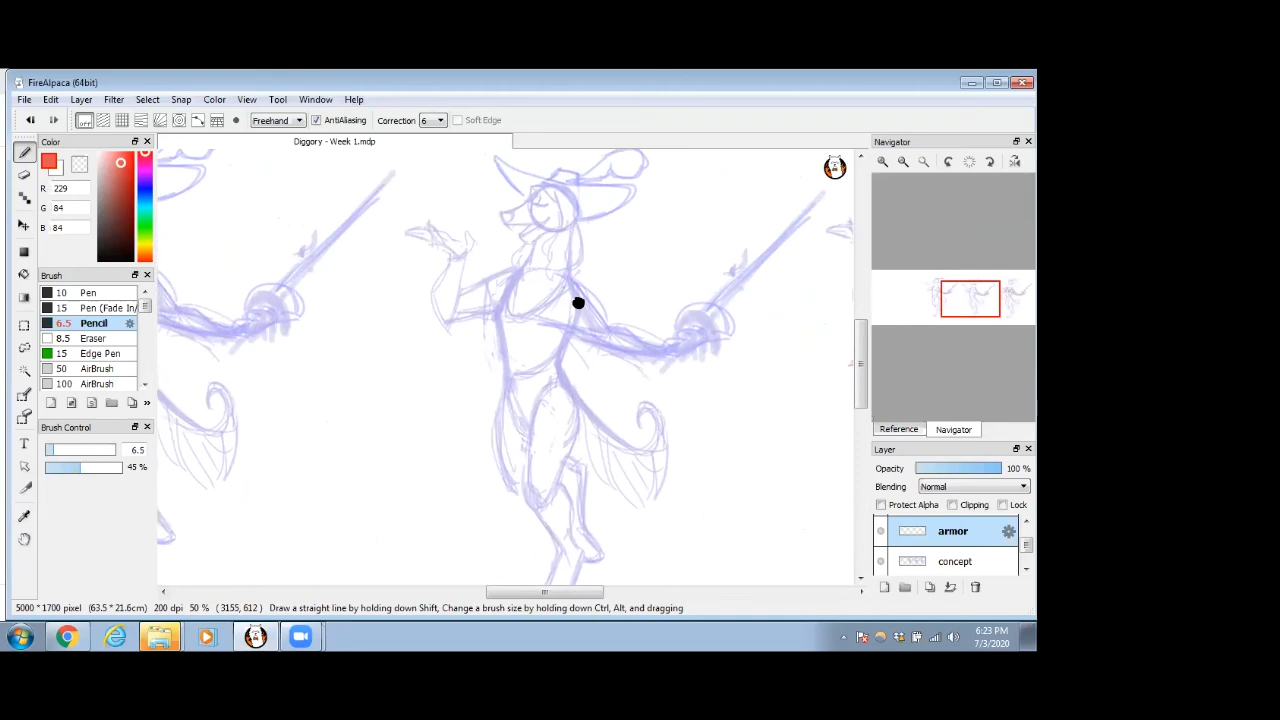 FireAlpaca (64bit)
File Edit Layer Filter Select Snap Color View Tool Window Help
OFF Freehand AntiAliasing Correction 6 Soft Edge
Color
Diggory - Week 1.mdp
Navigator
R 229
G 84
B 84
Brush
10 Pen
15 Pen (Fade In/
6.5 Pencil
8.5 Eraser
15 Edge Pen
50 AirBrush
100 AirBrush
Brush Control
6.5
45 %
Reference Navigator
Layer
Opacity 100 %
Blending Normal
Protect Alpha Clipping Lock
armor
concept
5000 * 1700 pixel (63.5 * 21.6cm) 200 dpi 50 % ( 3155, 612 ) Draw a straight line by holding down Shift, Change a brush size by holding down Ctrl, Alt, and dragging
6:23 PM
7/3/2020